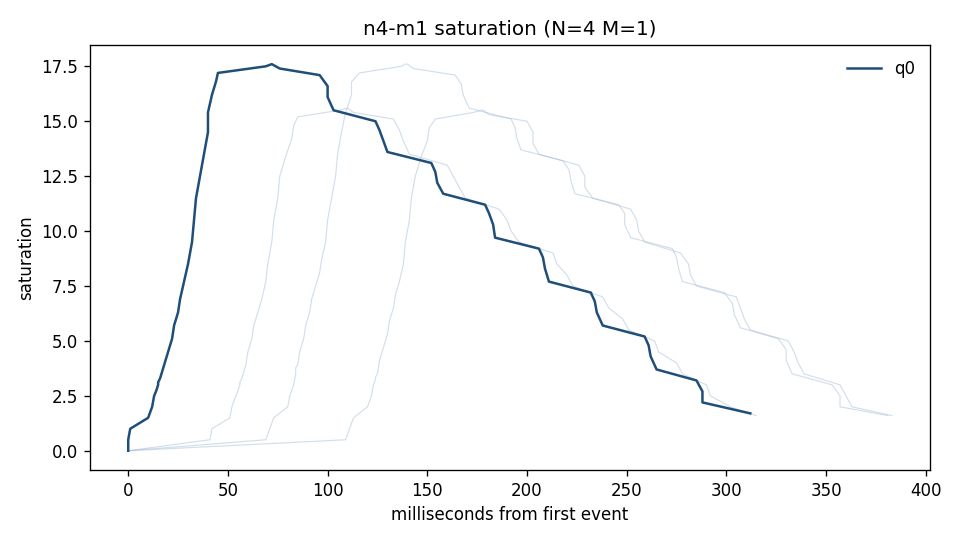 n4-m1 saturation (N=4 M=1)
q0
saturation
17.5
15.0
12.5
10.0
7.5
5.0
2.5
0.0
0 50 100 150 200 250 300 350 400
milliseconds from first event